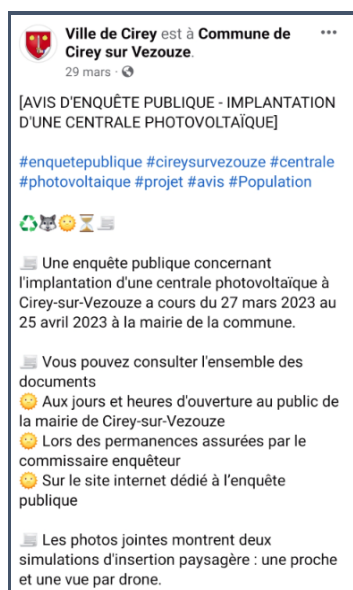 Ville de Cirey est à Commune de
Cirey sur Vezouze.
29 mars ·
[AVIS D'ENQUÊTE PUBLIQUE - IMPLANTATION
D'UNE CENTRALE PHOTOVOLTAÏQUE]
#enquetepublique #cireysurvezouze #centrale
#photovoltaique #projet #avis #Population
♻️🐺🌞⏳📃
📃 Une enquête publique concernant
l'implantation d'une centrale photovoltaïque à
Cirey-sur-Vezouze a cours du 27 mars 2023 au
25 avril 2023 à la mairie de la commune.
📃 Vous pouvez consulter l'ensemble des
documents
🌞 Aux jours et heures d'ouverture au public de
la mairie de Cirey-sur-Vezouze
🌞 Lors des permanences assurées par le
commissaire enquêteur
🌞 Sur le site internet dédié à l’enquête
publique
📃 Les photos jointes montrent deux
simulations d'insertion paysagère : une proche
et une vue par drone.